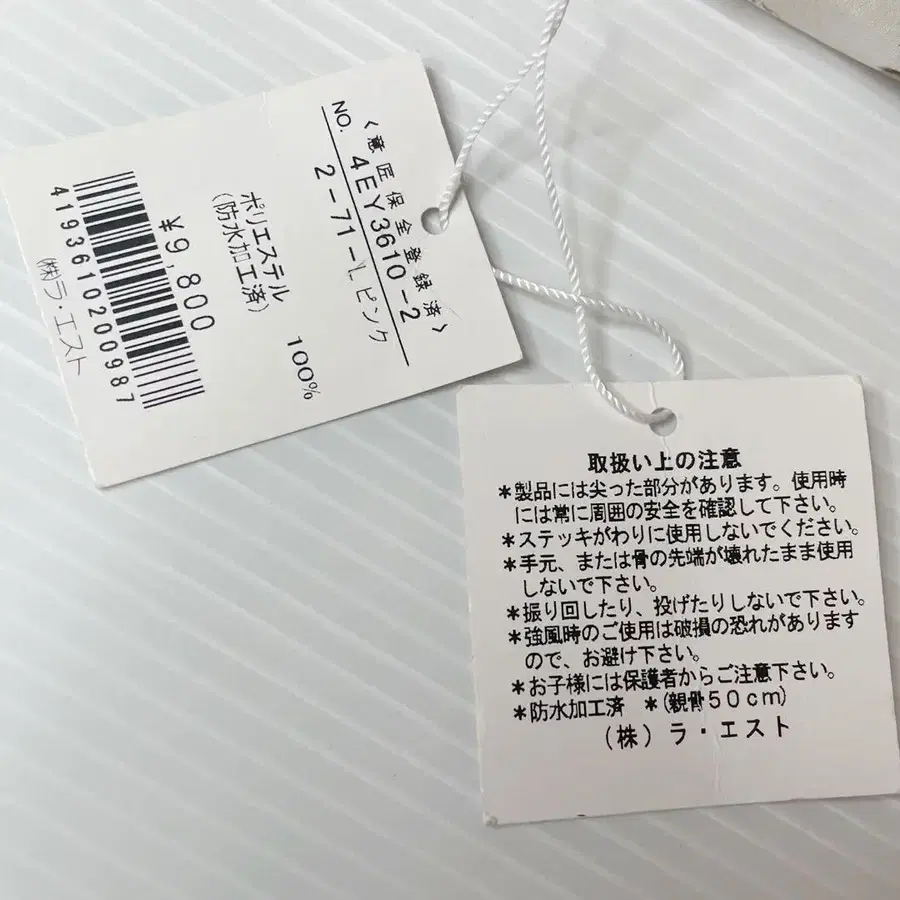 〈意匠保全登録済〉
NO. 4EY3610-2
2-71-Lピンク
ポリエステル 100%
(防水加工済)
¥9,800
4193610200987
㈱ラ・エスト
取扱い上の注意
*製品には尖った部分があります。使用時
には常に周囲の安全を確認して下さい。
*ステッキがわりに使用しないでください。
*手元、または骨の先端が壊れたまま使用
しないで下さい。
*振り回したり、投げたりしないで下さい。
*強風時のご使用は破損の恐れがあります
ので、お避け下さい。
*お子様には保護者からご注意下さい。
*防水加工済 *(親骨50cm)
(株)ラ・エスト